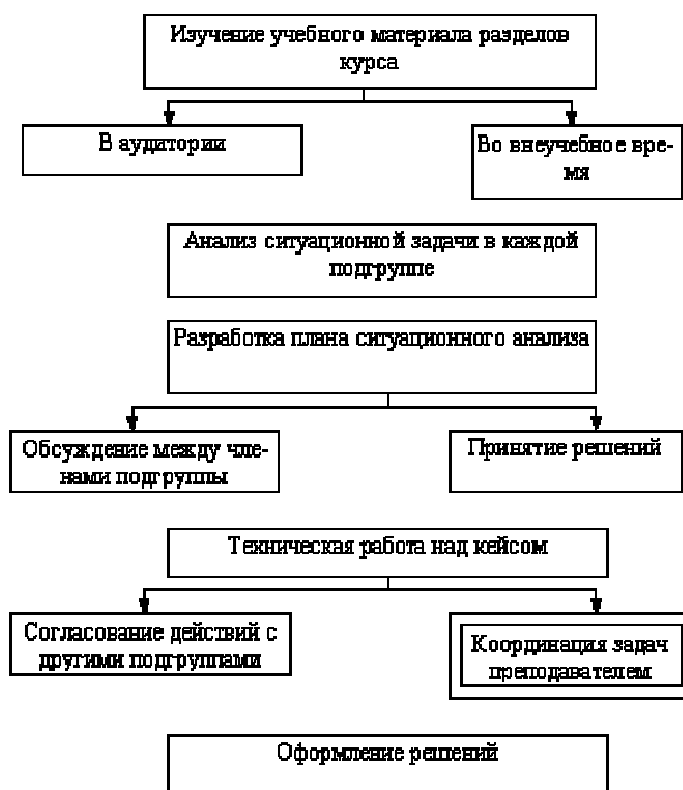 Изучение учебного материала разделов
курса
В аудитории
Во внеучебное вре-
мя
Анализ ситуационной задачи в каждой
подгруппе
Разработка плана ситуационного анализа
Обсуждение между чле-
нами подгруппы
Принятие решений
Техническая работа над кейсом
Согласование действий с
другими подгруппами
Координация задач
преподавателем
Оформление решений